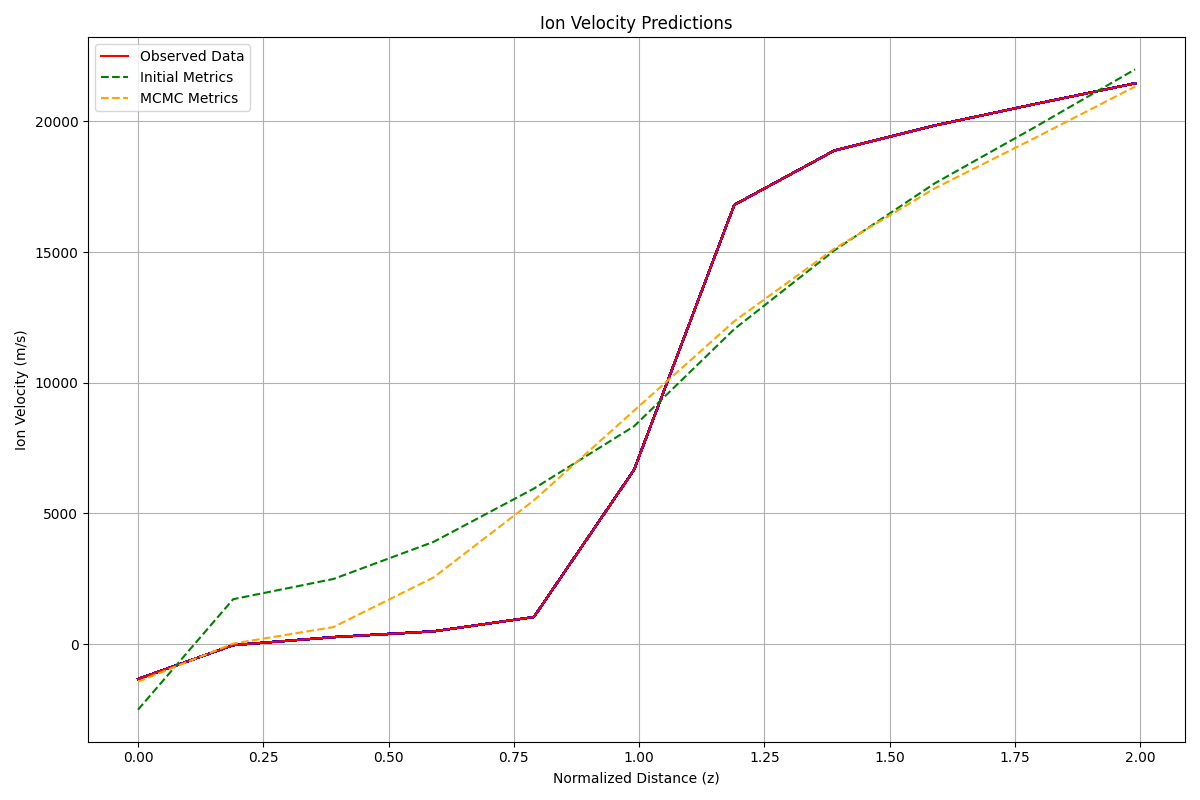 Ion Velocity Predictions
Observed Data
Initial Metrics
MCMC Metrics
20000
15000
10000
5000
0
Ion Velocity (m/s)
0.00 0.25 0.50 0.75 1.00 1.25 1.50 1.75 2.00
Normalized Distance (z)